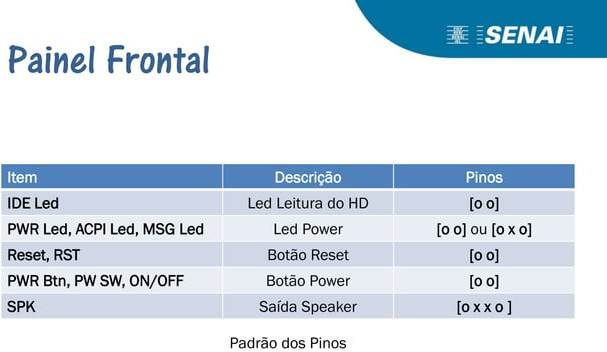 SENAI
Painel Frontal
Item Descrição Pinos
IDE Led Led Leitura do HD [o o]
PWR Led, ACPI Led, MSG Led Led Power [o o] ou [o x o]
Reset, RST Botão Reset [o o]
PWR Btn, PW SW, ON/OFF Botão Power [o o]
SPK Saída Speaker [o x x o ]
Padrão dos Pinos